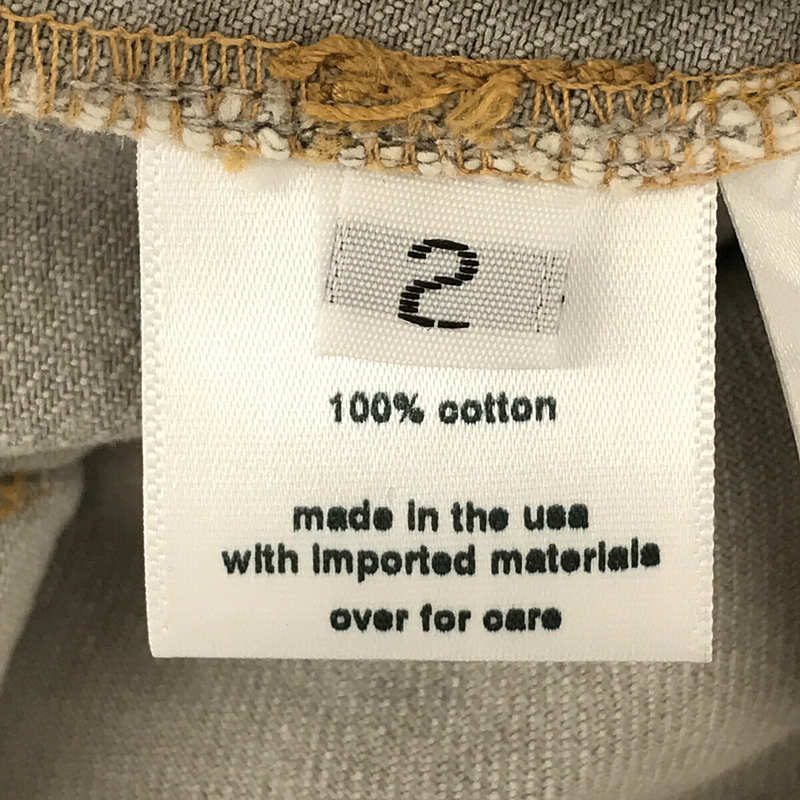 2
100% cotton
made in the usa
with imported materials
over for care